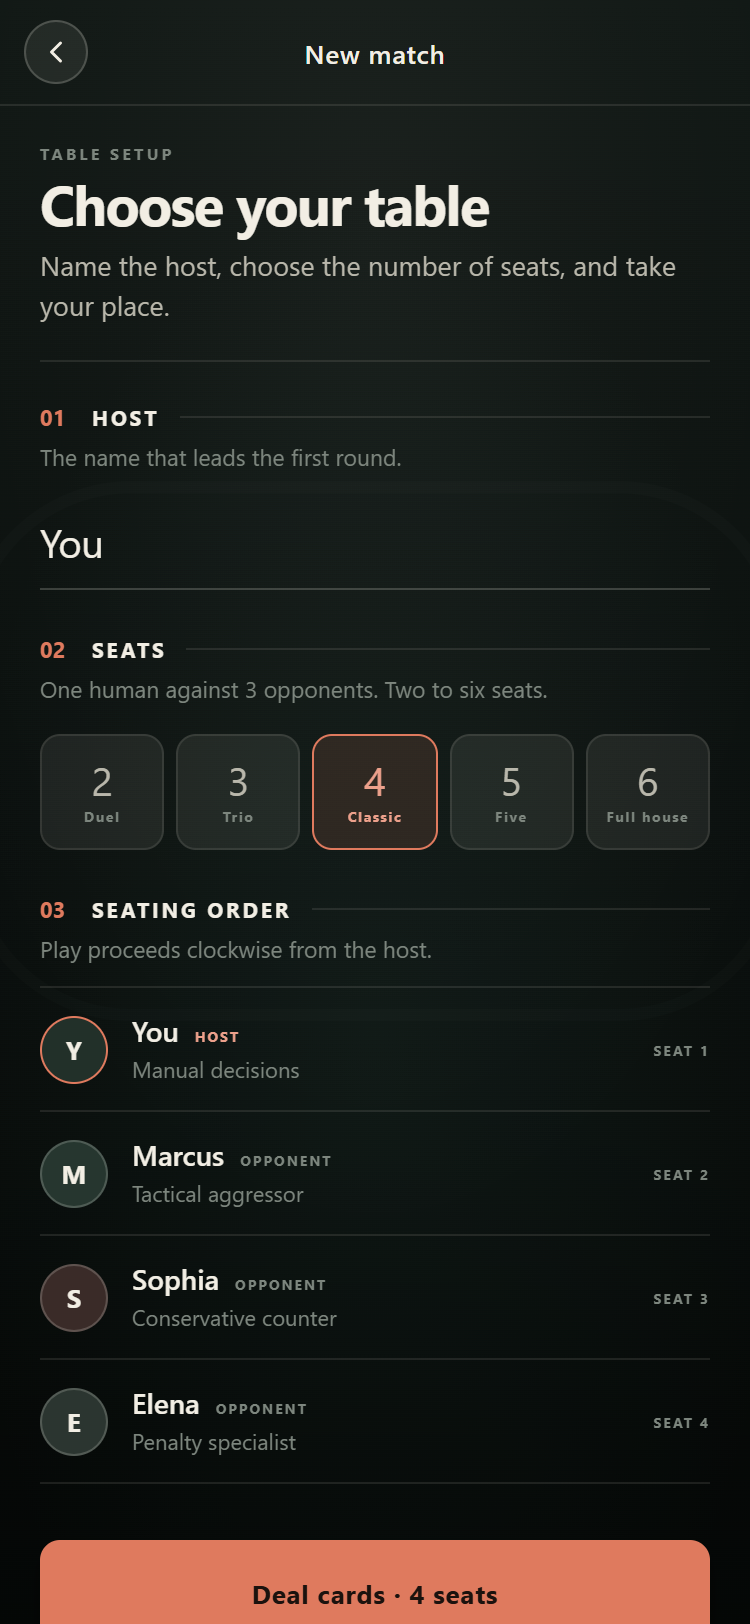 New match
TABLE SETUP
Choose your table
Name the host, choose the number of seats, and take
your place.
01 HOST
The name that leads the first round.
You
02 SEATS
One human against 3 opponents. Two to six seats.
2 3 4 5 6
Duel Trio Classic Five Full house
03 SEATING ORDER
Play proceeds clockwise from the host.
Y You HOST
Manual decisions
SEAT 1
M Marcus OPPONENT
Tactical aggressor
SEAT 2
S Sophia OPPONENT
Conservative counter
SEAT 3
E Elena OPPONENT
Penalty specialist
SEAT 4
Deal cards · 4 seats